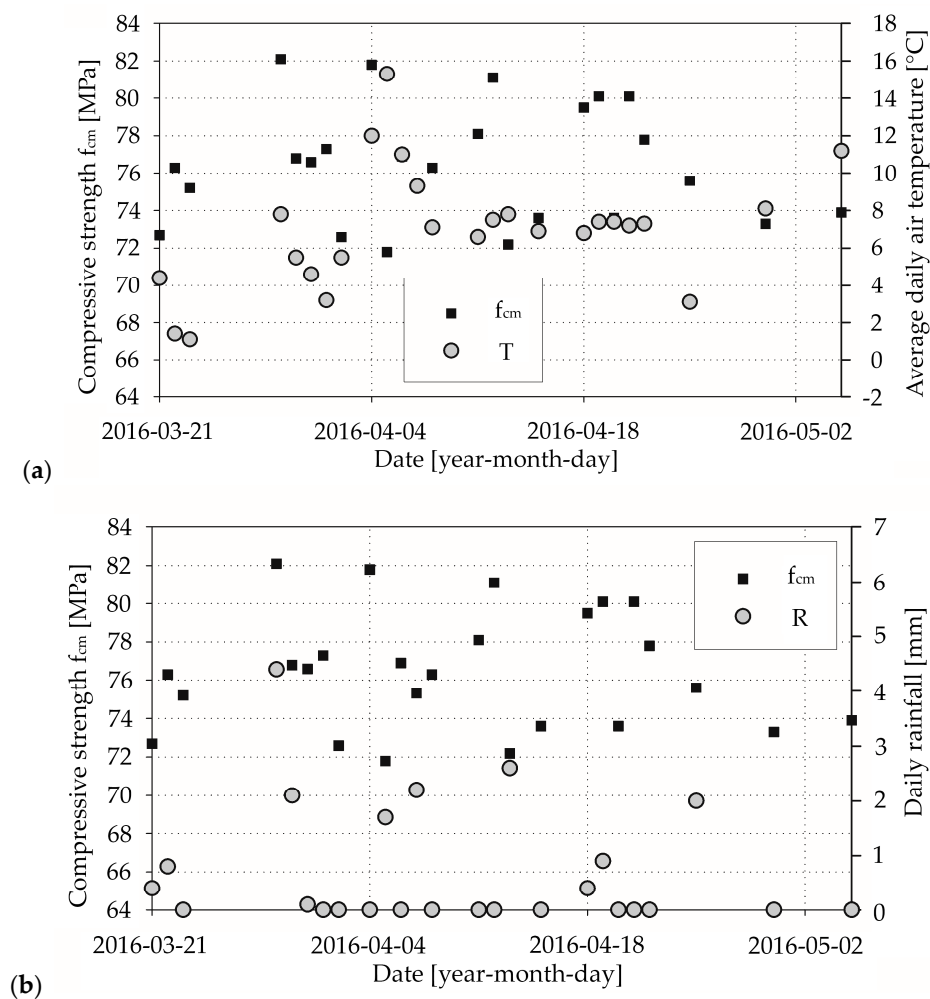 84
82
80
78
76
74
72
70
68
66
64
Compressive strength fcm [MPa]
18
16
14
12
10
8
6
4
2
0
-2
Average daily air temperature [°C]
fcm
T
2016-03-21 2016-04-04 2016-04-18 2016-05-02
Date [year-month-day]
(a)
84
82
80
78
76
74
72
70
68
66
64
Compressive strength fcm [MPa]
7
6
5
4
3
2
1
0
Daily rainfall [mm]
fcm
R
2016-03-21 2016-04-04 2016-04-18 2016-05-02
Date [year-month-day]
(b)